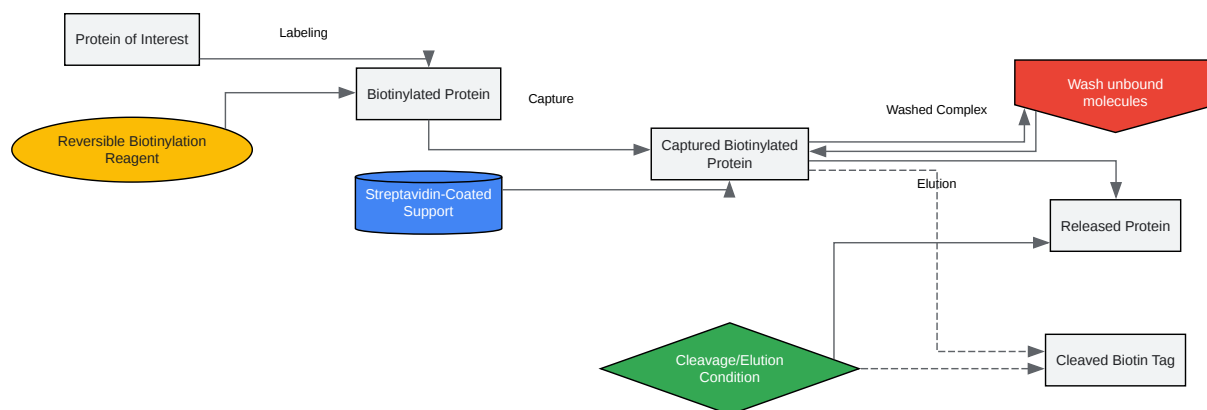 Protein of Interest
Labeling
Reversible Biotinylation
Reagent
Biotinylated Protein
Capture
Streptavidin-Coated
Support
Captured Biotinylated
Protein
Washed Complex
Wash unbound
molecules
Elution
Released Protein
Cleavage/Elution
Condition
Cleaved Biotin Tag